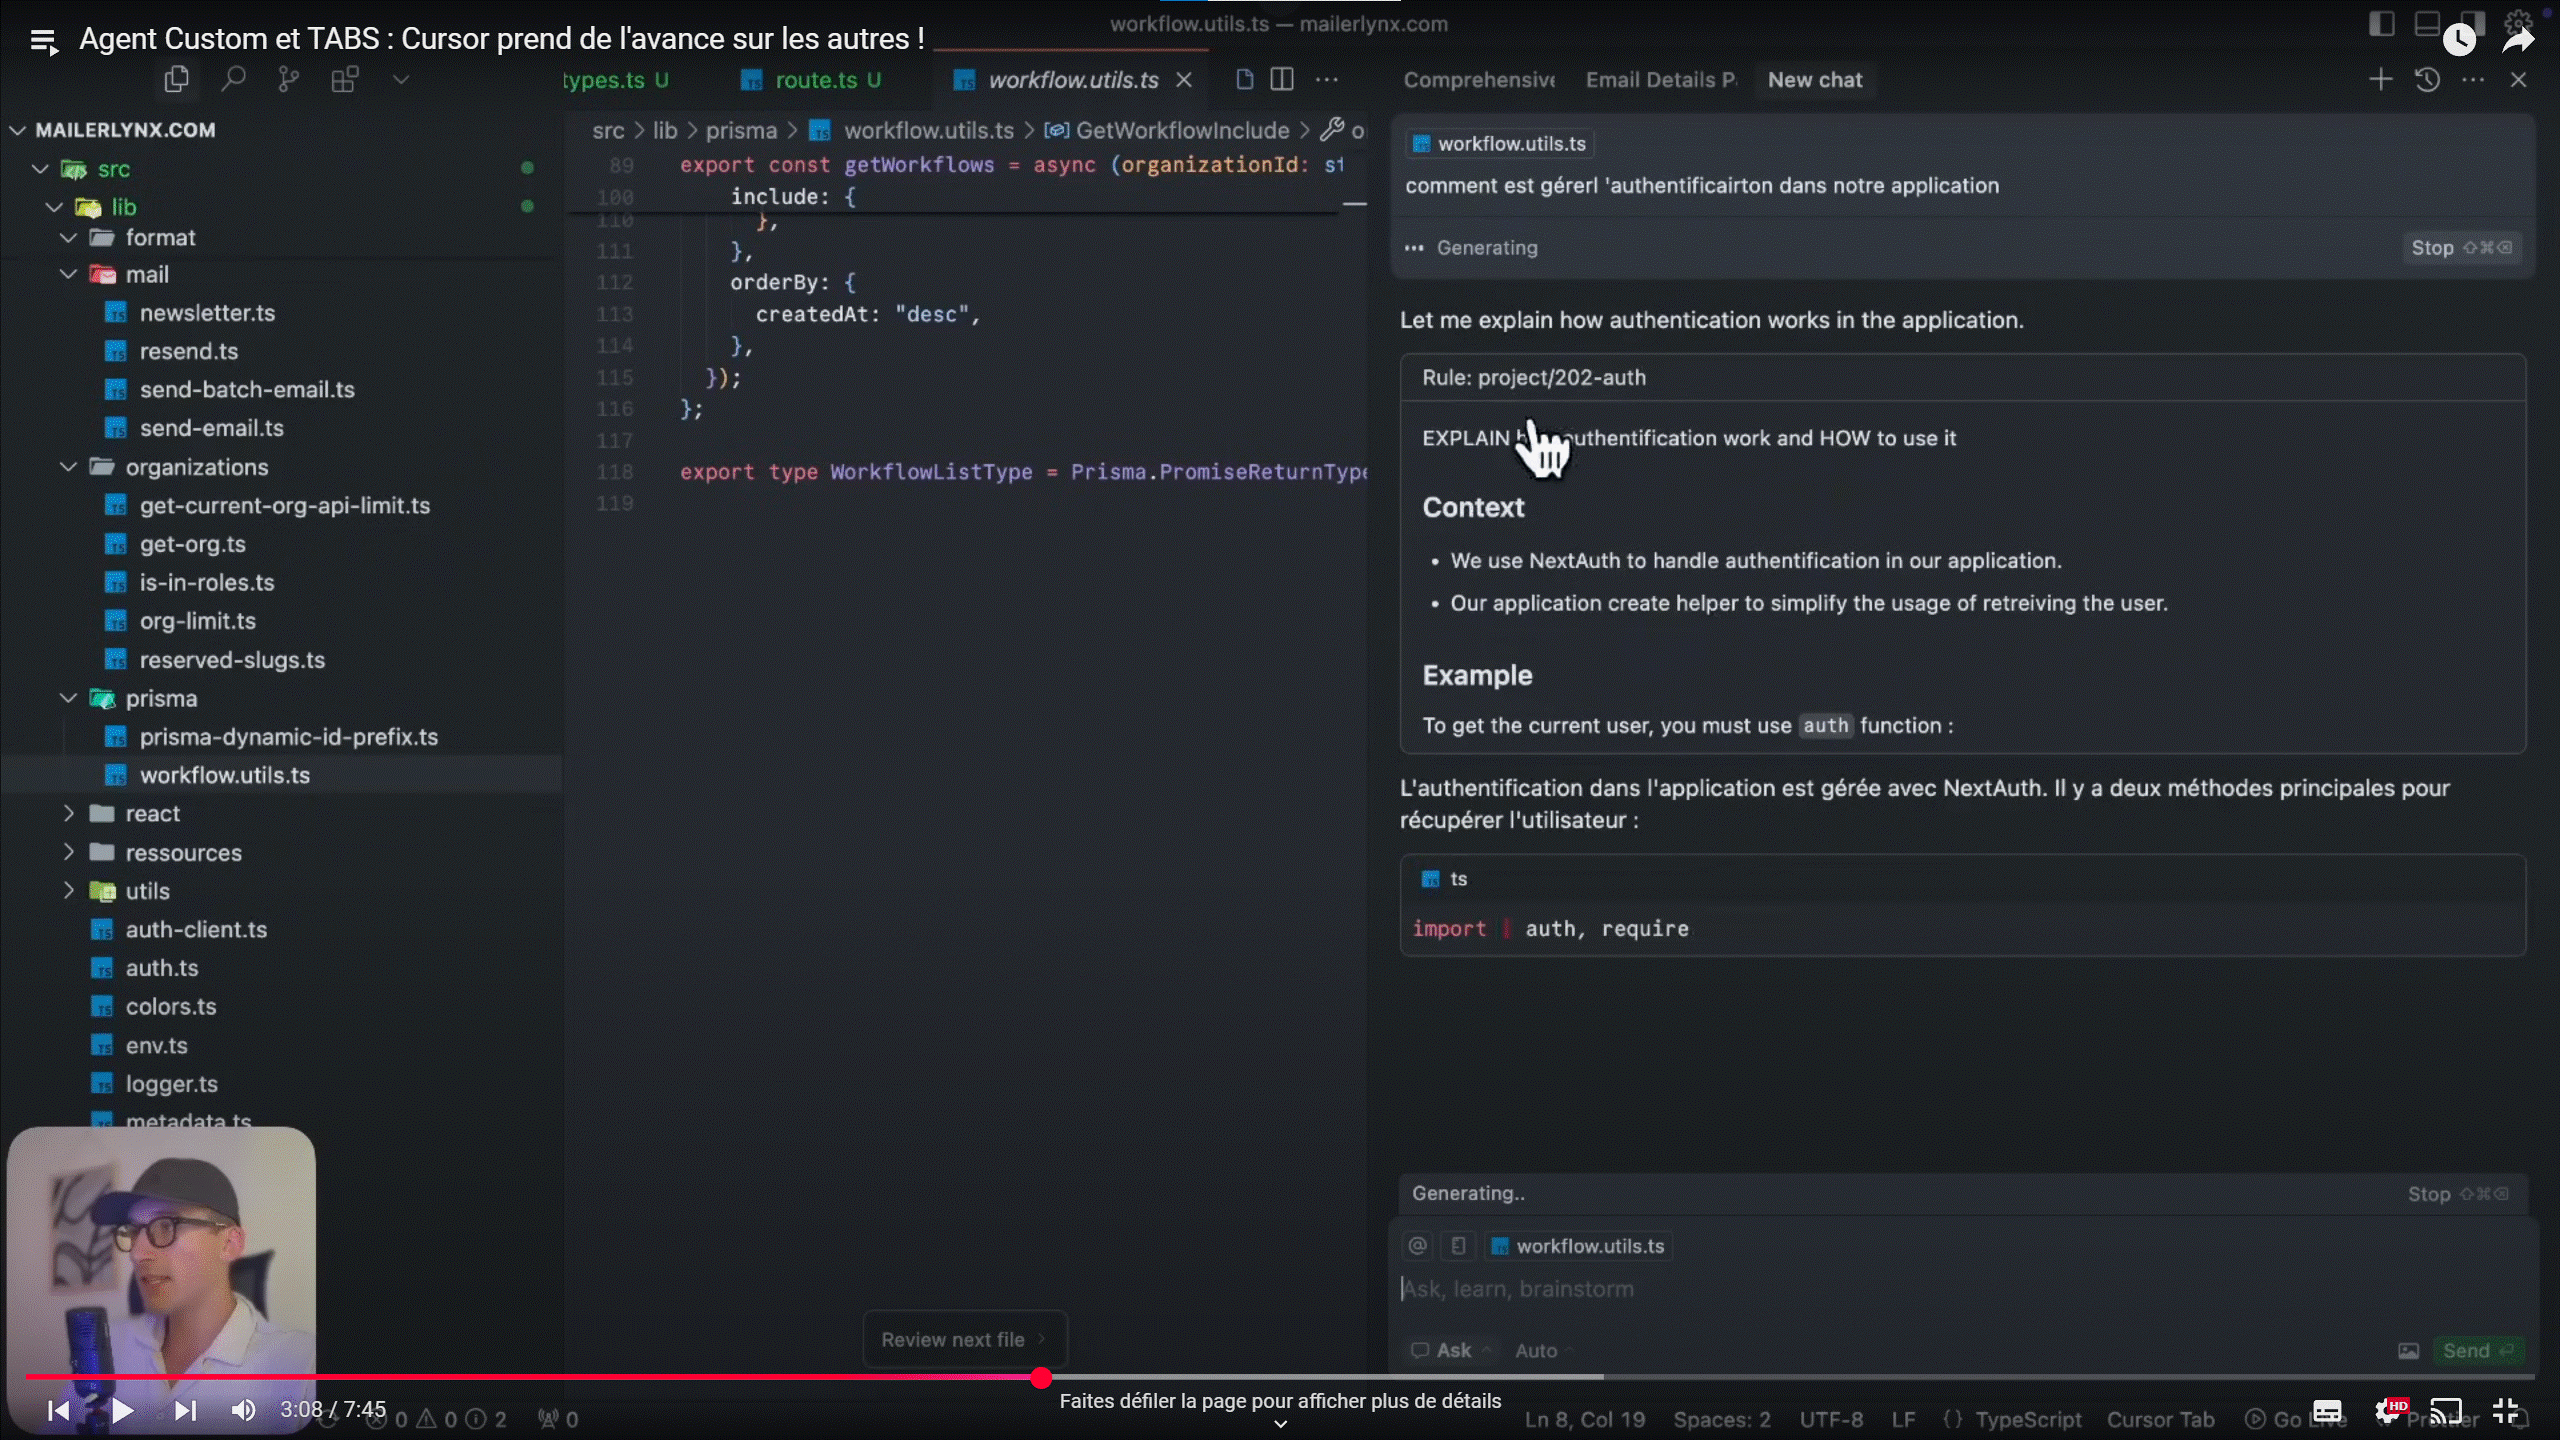 workflow.utils.ts — mailerlynx.com
Agent Custom et TABS : Cursor prend de l'avance sur les autres !
types.ts U
route.ts U
workflow.utils.ts
Comprehensive
Email Details P
New chat
MAILERLYNX.COM
src
lib
format
mail
newsletter.ts
resend.ts
send-batch-email.ts
send-email.ts
organizations
get-current-org-api-limit.ts
get-org.ts
is-in-roles.ts
org-limit.ts
reserved-slugs.ts
prisma
prisma-dynamic-id-prefix.ts
workflow.utils.ts
react
ressources
utils
auth-client.ts
auth.ts
colors.ts
env.ts
logger.ts
metadata.ts
src > lib > prisma > workflow.utils.ts > GetWorkflowInclude > o
89 export const getWorkflows = async (organizationId: st
100 include: {
110 },
111 },
112 orderBy: {
113 createdAt: "desc",
114 },
115 });
116 };
117
118 export type WorkflowListType = Prisma.PromiseReturnType
119
Review next file
workflow.utils.ts
comment est gérerl 'authentificairton dans notre application
Generating
Stop ⇧⌘⌫
Let me explain how authentication works in the application.
Rule: project/202-auth
EXPLAIN uthentification work and HOW to use it
Context
• We use NextAuth to handle authentification in our application.
• Our application create helper to simplify the usage of retreiving the user.
Example
To get the current user, you must use auth function :
L'authentification dans l'application est gérée avec NextAuth. Il y a deux méthodes principales pour
récupérer l'utilisateur :
ts
import auth, require
Generating..
Stop ⇧⌘⌫
@ workflow.utils.ts
Ask, learn, brainstorm
Ask
Auto
Send
3:08 / 7:45
0 0 2 0
Faites défiler la page pour afficher plus de détails
Ln 8, Col 19
Spaces: 2
UTF-8
LF
{} TypeScript
Cursor Tab
Go Live
HD
Prettier